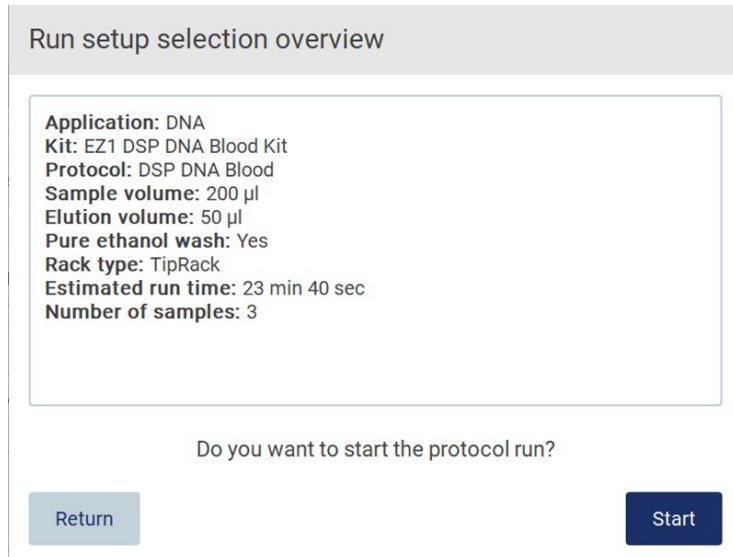 Run setup selection overview
Application: DNA
Kit: EZ1 DSP DNA Blood Kit
Protocol: DSP DNA Blood
Sample volume: 200 µl
Elution volume: 50 µl
Pure ethanol wash: Yes
Rack type: TipRack
Estimated run time: 23 min 40 sec
Number of samples: 3
Do you want to start the protocol run?
Return
Start